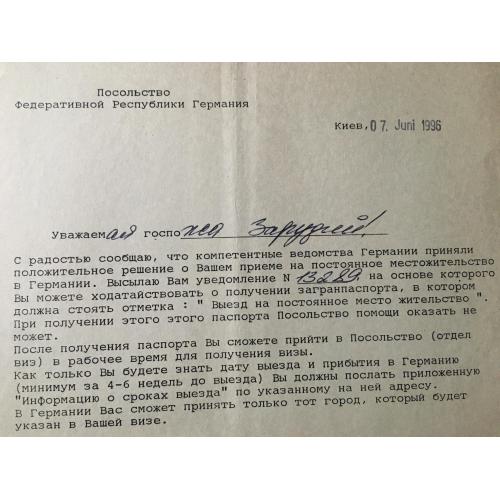 Посольство
Федеративной Республики Германия
Киев, 07. Juni 1996
Уважаемая госпожа Зарудней!
С радостью сообщаю, что компетентные ведомства Германии приняли
положительное решение о Вашем приеме на постоянное местожительство
в Германии. Высылаю Вам уведомление N 13289 на основе которого
Вы можете ходатайствовать о получении загранпаспорта, в котором
должна стоять отметка : " Выезд на постоянное место жительство ".
При получении этого этого паспорта Посольство помощи оказать не
может.
После получения паспорта Вы сможете прийти в Посольство (отдел
виз) в рабочее время для получения визы.
Как только Вы будете знать дату выезда и прибытия в Германию
(минимум за 4-6 недель до выезда) Вы должны послать приложенную
"Информацию о сроках выезда" по указанному на ней адресу.
В Германии Вас сможет принять только тот город, который будет
указан в Вашей визе.